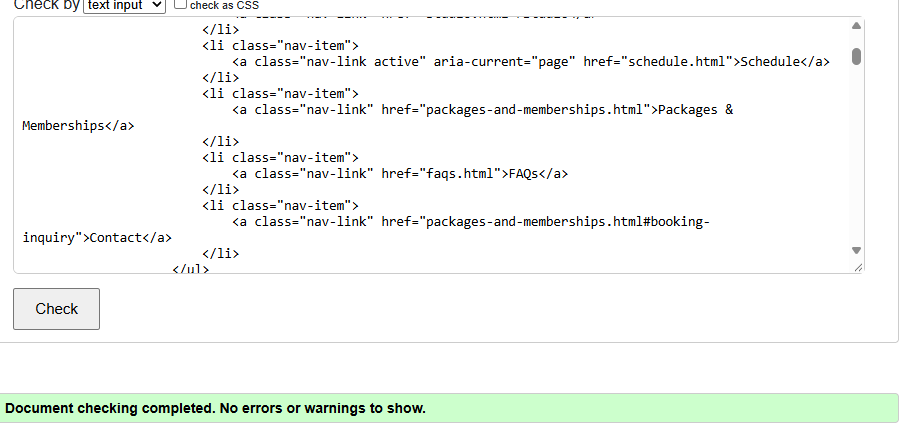 Check by text input check as CSS
</li>
<li class="nav-item">
<a class="nav-link active" aria-current="page" href="schedule.html">Schedule</a>
</li>
<li class="nav-item">
<a class="nav-link" href="packages-and-memberships.html">Packages &
Memberships</a>
</li>
<li class="nav-item">
<a class="nav-link" href="faqs.html">FAQs</a>
</li>
<li class="nav-item">
<a class="nav-link" href="packages-and-memberships.html#booking-
inquiry">Contact</a>
</li>
</ul>
Check
Document checking completed. No errors or warnings to show.